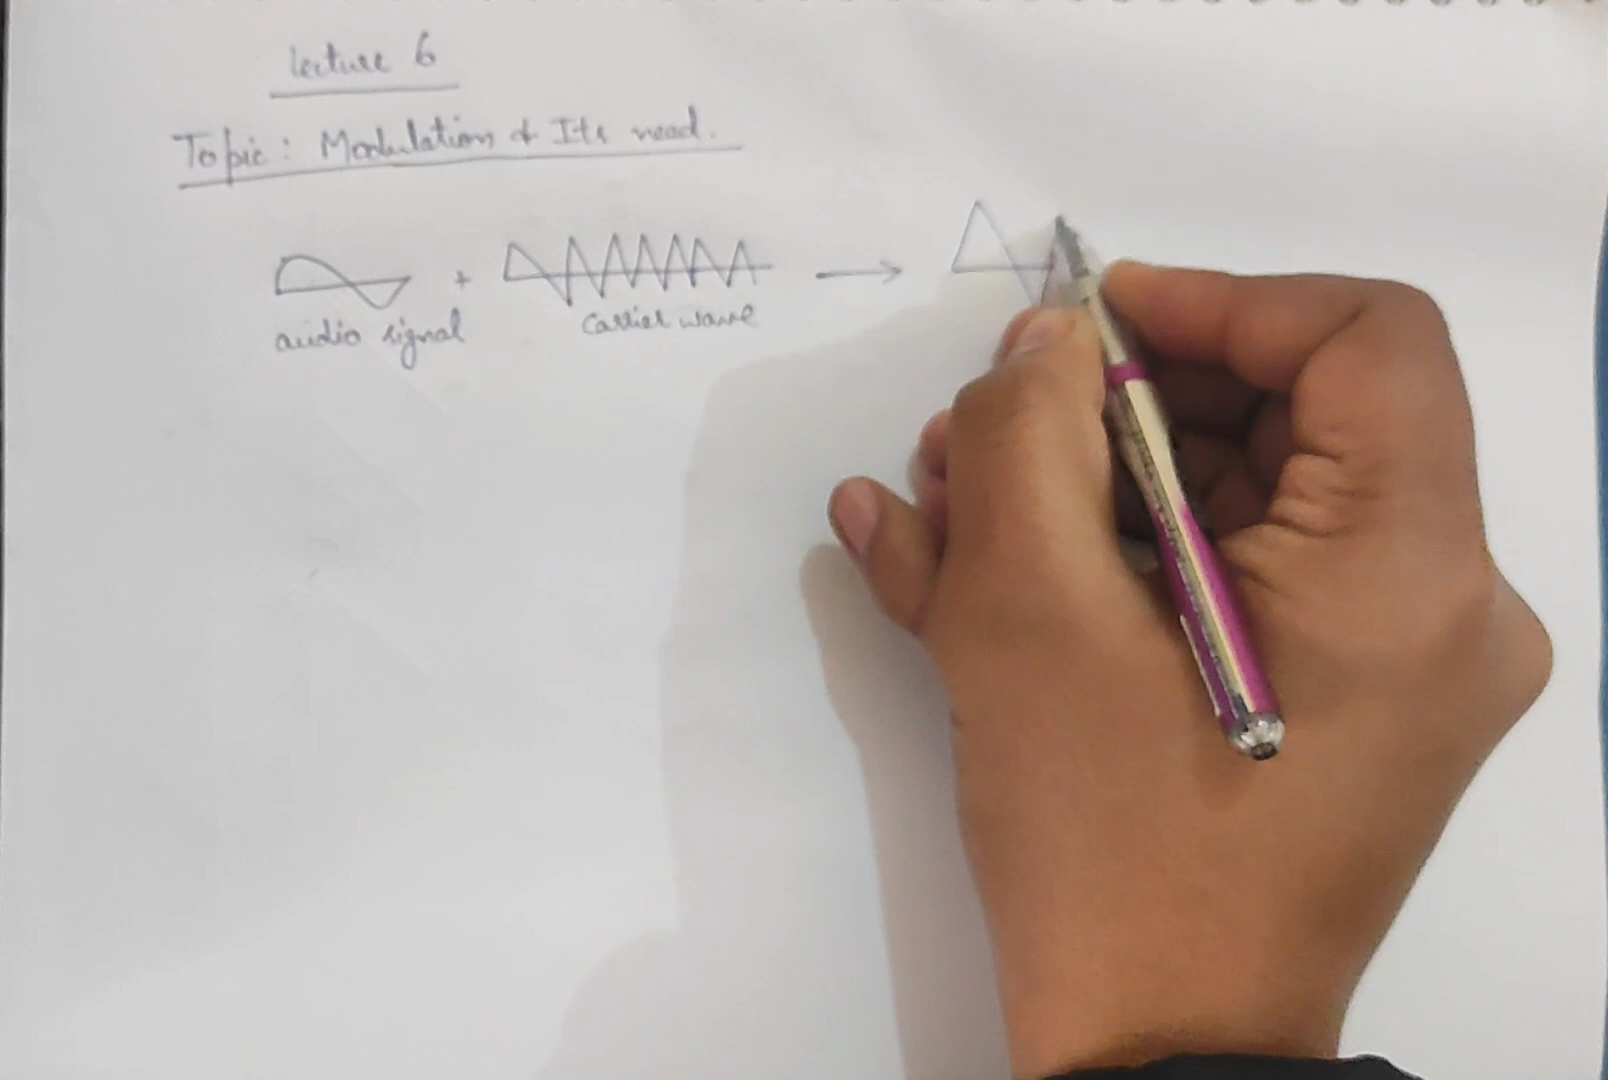 Lecture 6
Topic: Modulation & Its need.
+
audio signal
Carrier wave